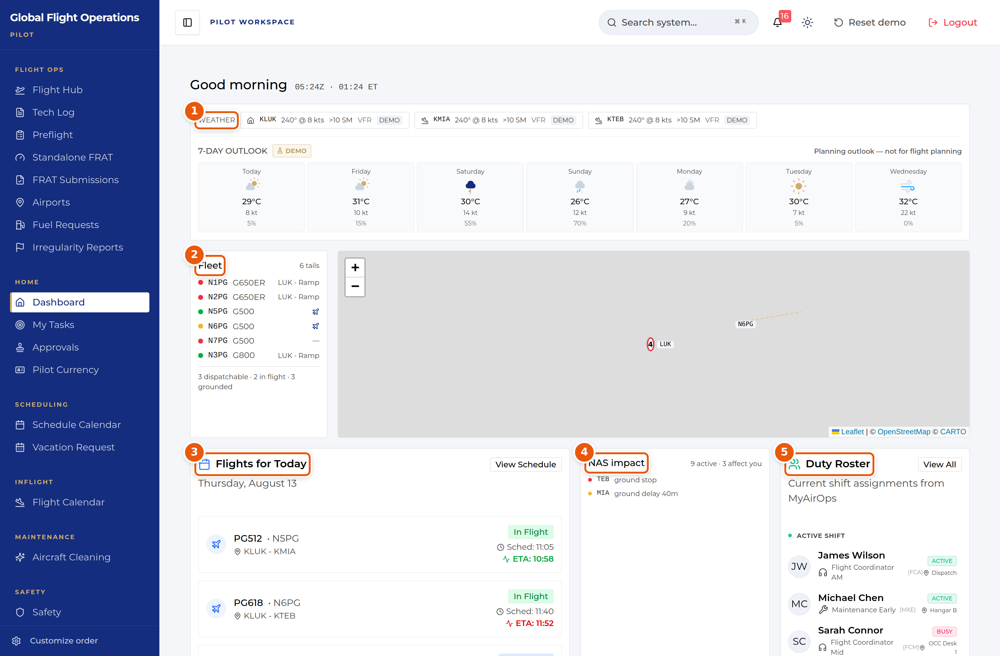 Global Flight Operations
PILOT
FLIGHT OPS
Flight Hub
Tech Log
Preflight
Standalone FRAT
FRAT Submissions
Airports
Fuel Requests
Irregularity Reports
HOME
Dashboard
My Tasks
Approvals
Pilot Currency
SCHEDULING
Schedule Calendar
Vacation Request
INFLIGHT
Flight Calendar
MAINTENANCE
Aircraft Cleaning
SAFETY
Safety
Customize order
PILOT WORKSPACE
Search system...
⌘ K
16
Reset demo
Logout
Good morning 05:24Z · 01:24 ET
1
WEATHER
KLUK 240° @ 8 kts >10 SM VFR DEMO
KMIA 240° @ 8 kts >10 SM VFR DEMO
KTEB 240° @ 8 kts >10 SM VFR DEMO
7-DAY OUTLOOK DEMO
Planning outlook — not for flight planning
Today
29°C
8 kt
5%
Friday
31°C
10 kt
15%
Saturday
30°C
14 kt
55%
Sunday
26°C
12 kt
70%
Monday
27°C
9 kt
20%
Tuesday
30°C
7 kt
5%
Wednesday
32°C
22 kt
0%
2
Fleet
6 tails
N1PG G650ER LUK - Ramp
N2PG G650ER LUK - Ramp
N5PG G500
N6PG G500
N7PG G500 —
N3PG G800 LUK - Ramp
3 dispatchable · 2 in flight · 3
grounded
+
−
N6PG
4 LUK
Leaflet | © OpenStreetMap © CARTO
3
Flights for Today
View Schedule
Thursday, August 13
PG512 · N5PG
KLUK - KMIA
In Flight
Sched: 11:05
ETA: 10:58
PG618 · N6PG
KLUK - KTEB
In Flight
Sched: 11:40
ETA: 11:52
4
NAS impact
9 active · 3 affect you
TEB ground stop
MIA ground delay 40m
5
Duty Roster
View All
Current shift assignments from
MyAirOps
ACTIVE SHIFT
JW
James Wilson
Flight Coordinator
AM
(FCA)
ACTIVE
Dispatch
MC
Michael Chen
Maintenance Early (MXE)
ACTIVE
Hangar B
SC
Sarah Connor
Flight Coordinator
Mid
(FCM)
BUSY
OCC Desk
1